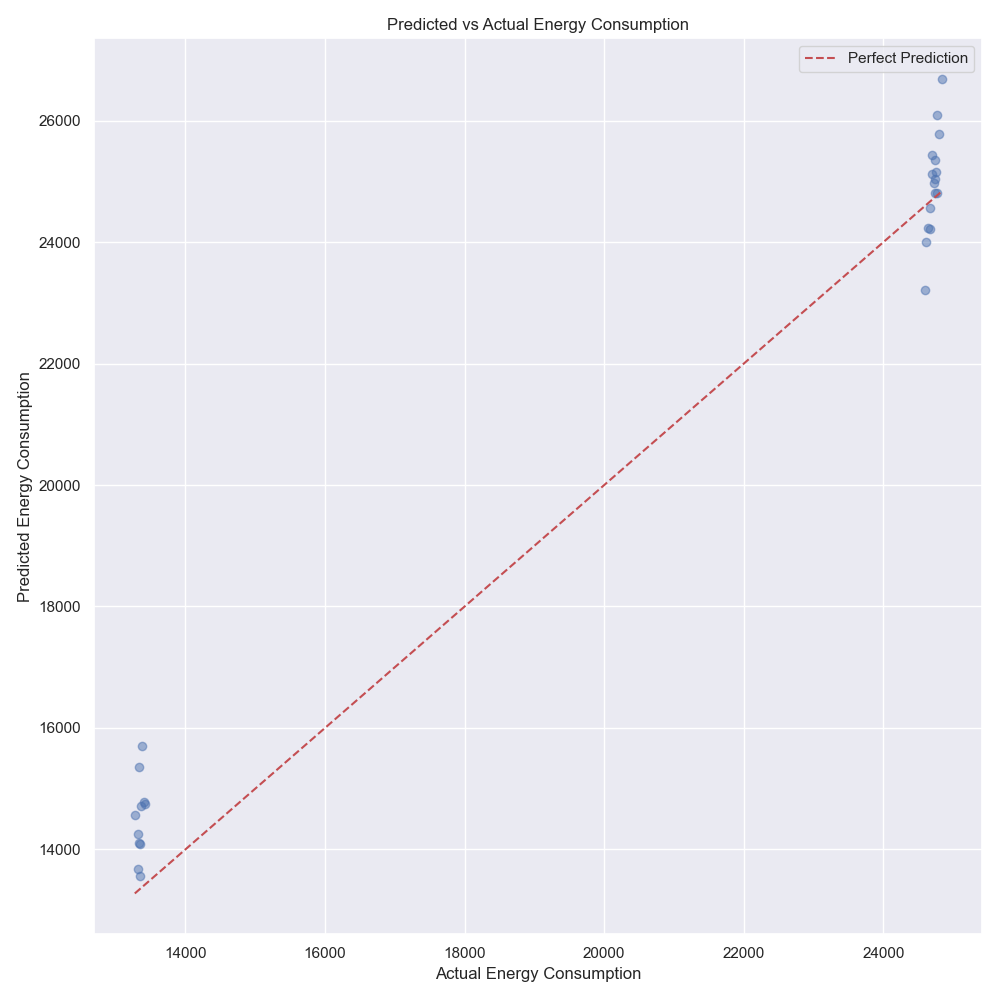 Predicted vs Actual Energy Consumption
Perfect Prediction
26000
24000
22000
20000
18000
16000
14000
Predicted Energy Consumption
14000 16000 18000 20000 22000 24000
Actual Energy Consumption